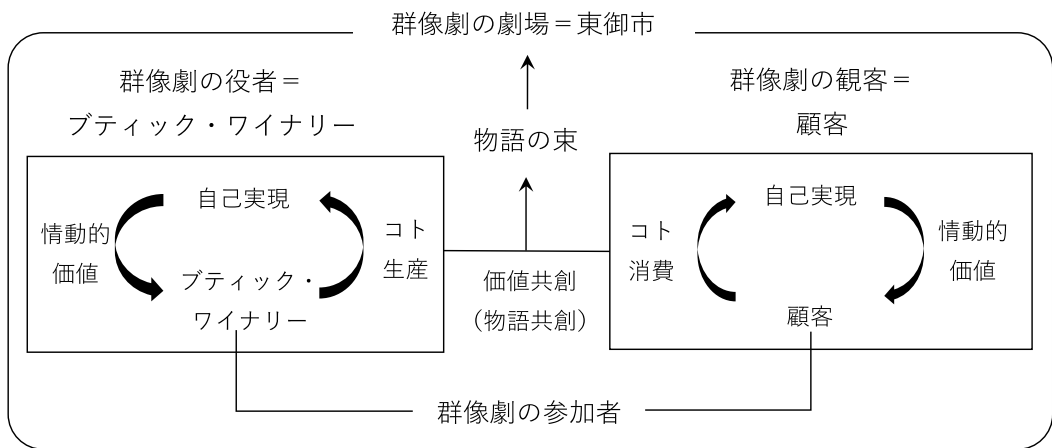 群像劇の劇場＝東御市
群像劇の役者＝
ブティック・ワイナリー
自己実現
情動的
価値
コト
生産
ブティック・
ワイナリー
物語の束
価値共創
（物語共創）
群像劇の観客＝
顧客
自己実現
コト
消費
情動的
価値
顧客
群像劇の参加者